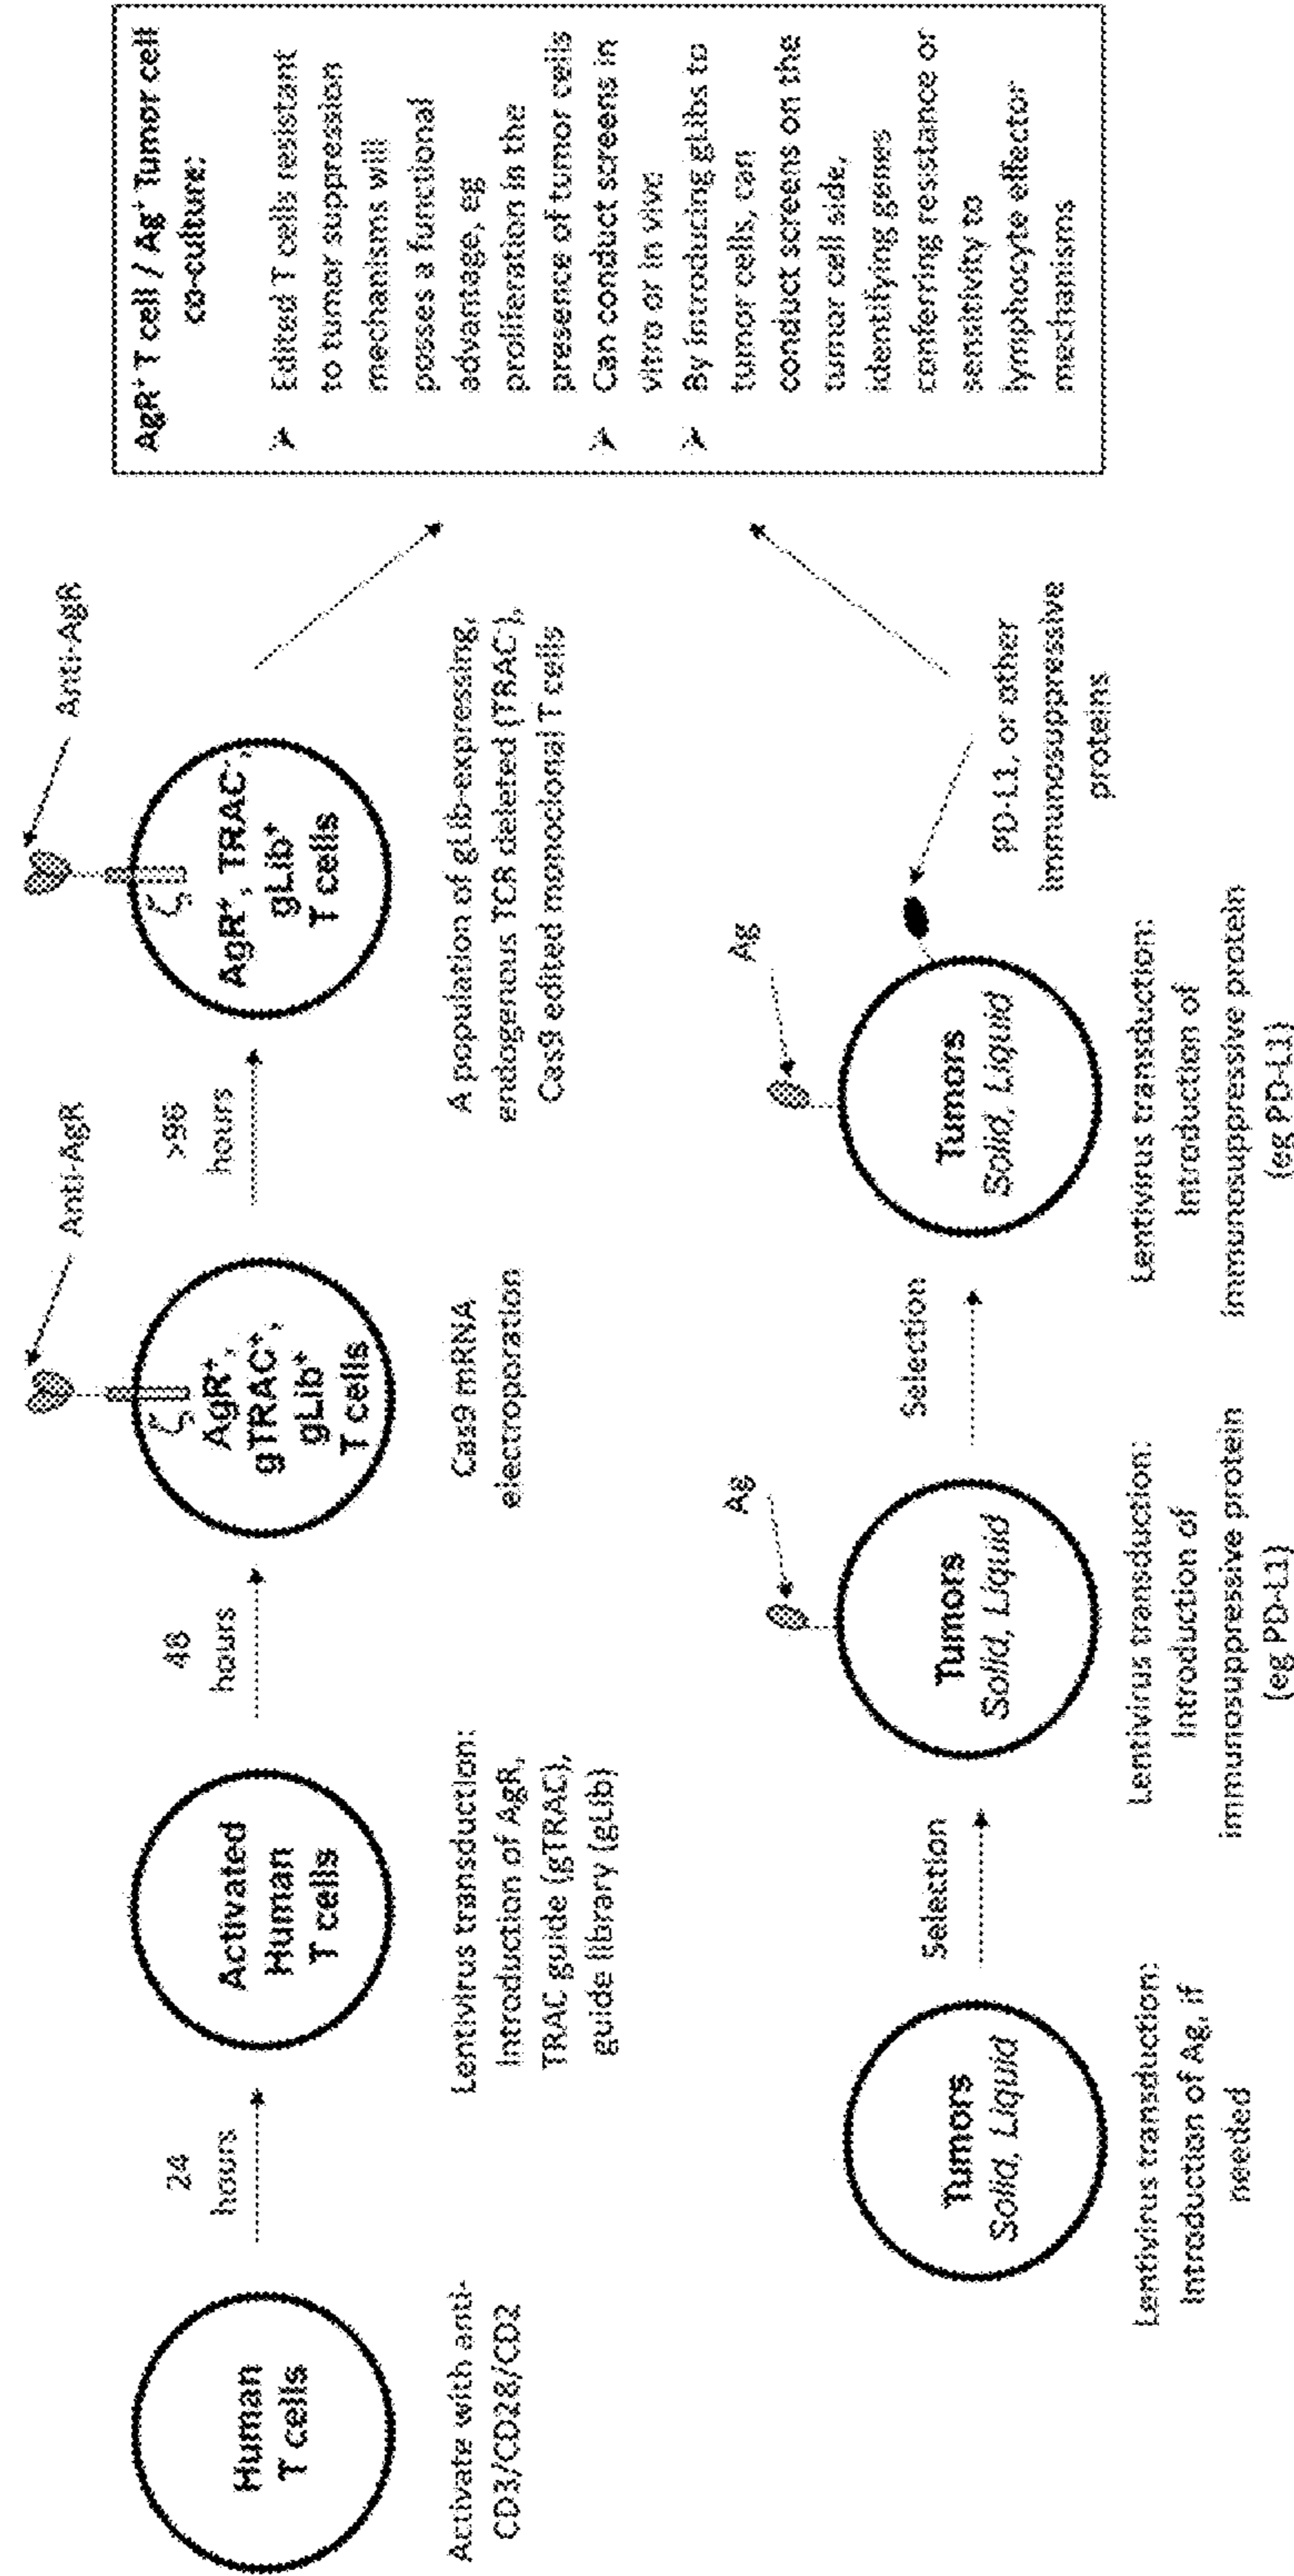 Human
T cells
Activate with anti-
CD3/CD28/CD2
24
hours
Activated
Human
T cells
Lentivirus transduction:
Introduction of AgR,
TRAC guide (gTRAC),
guide library (gLib)
48
hours
Anti-AgR
ζ
AgR⁺,
gTRAC⁺,
gLib⁺
T cells
Cas9 mRNA
electroporation
>96
hours
Anti-AgR
ζ
AgR⁺, TRAC⁻,
gLib⁺
T cells
A population of gLib-expressing,
endogenous TCR deleted (TRAC⁻),
Cas9 edited monoclonal T cells
Tumors
Solid, Liquid
Lentivirus transduction:
Introduction of Ag, if
needed
Selection
Ag
Tumors
Solid, Liquid
Lentivirus transduction:
Introduction of
immunosuppressive protein
(eg PD-L1)
Selection
Ag
Tumors
Solid, Liquid
Lentivirus transduction:
Introduction of
immunosuppressive protein
(eg PD-L1)
PD-L1, or other
immunosuppressive
proteins
AgR⁺ T cell / Ag⁺ Tumor cell
co-culture:
➢ Edited T cells resistant
to tumor suppression
mechanisms will
posses a functional
advantage, eg
proliferation in the
presence of tumor cells
➢ Can conduct screens in
vitro or in vivo
➢ By introducing gLibs to
tumor cells, can
conduct screens on the
tumor cell side,
identifying genes
conferring resistance or
sensitivity to
lymphocyte effector
mechanisms